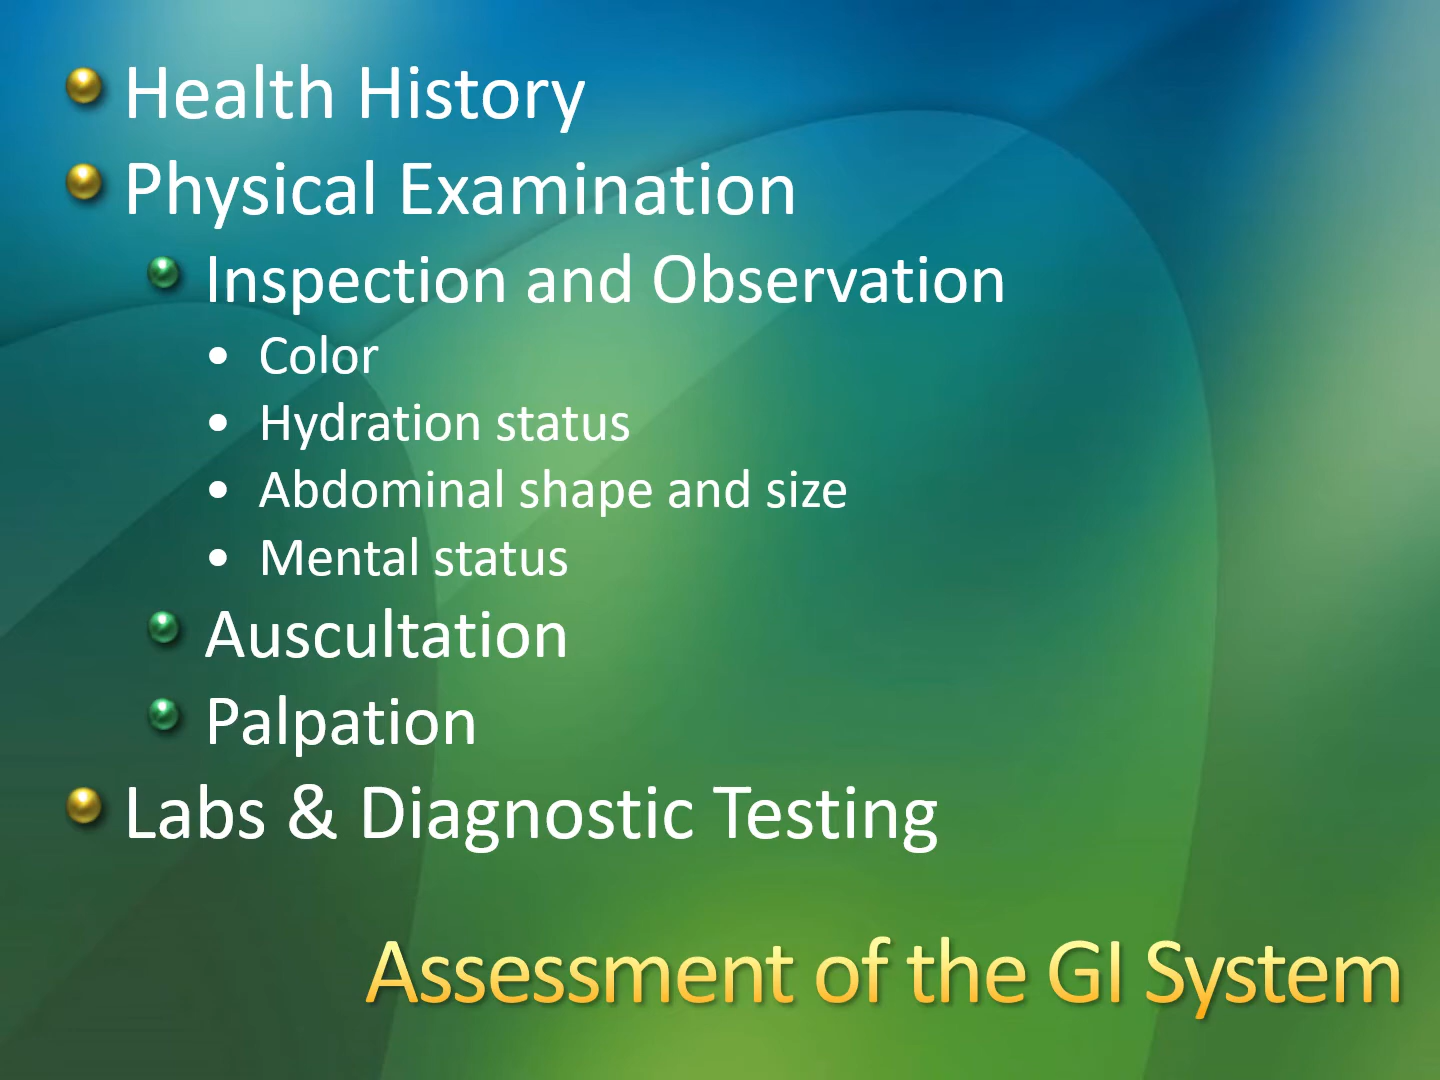 Health History
Physical Examination
Inspection and Observation
Color
Hydration status
Abdominal shape and size
Mental status
Auscultation
Palpation
Labs & Diagnostic Testing
Assessment of the GI System